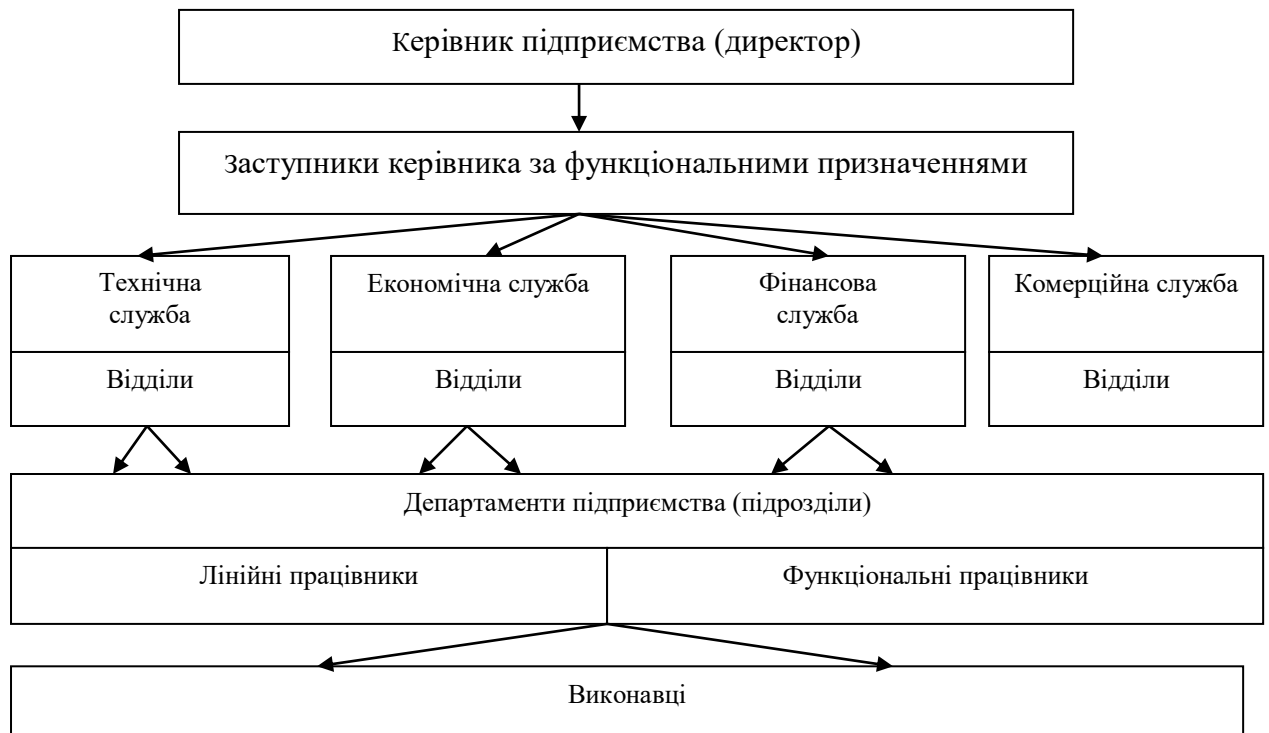 Керівник підприємства (директор)
Заступники керівника за функціональними призначеннями
Технічна
служба
Економічна служба
Фінансова
служба
Комерційна служба
Відділи
Відділи
Відділи
Відділи
Департаменти підприємства (підрозділи)
Лінійні працівники
Функціональні працівники
Виконавці